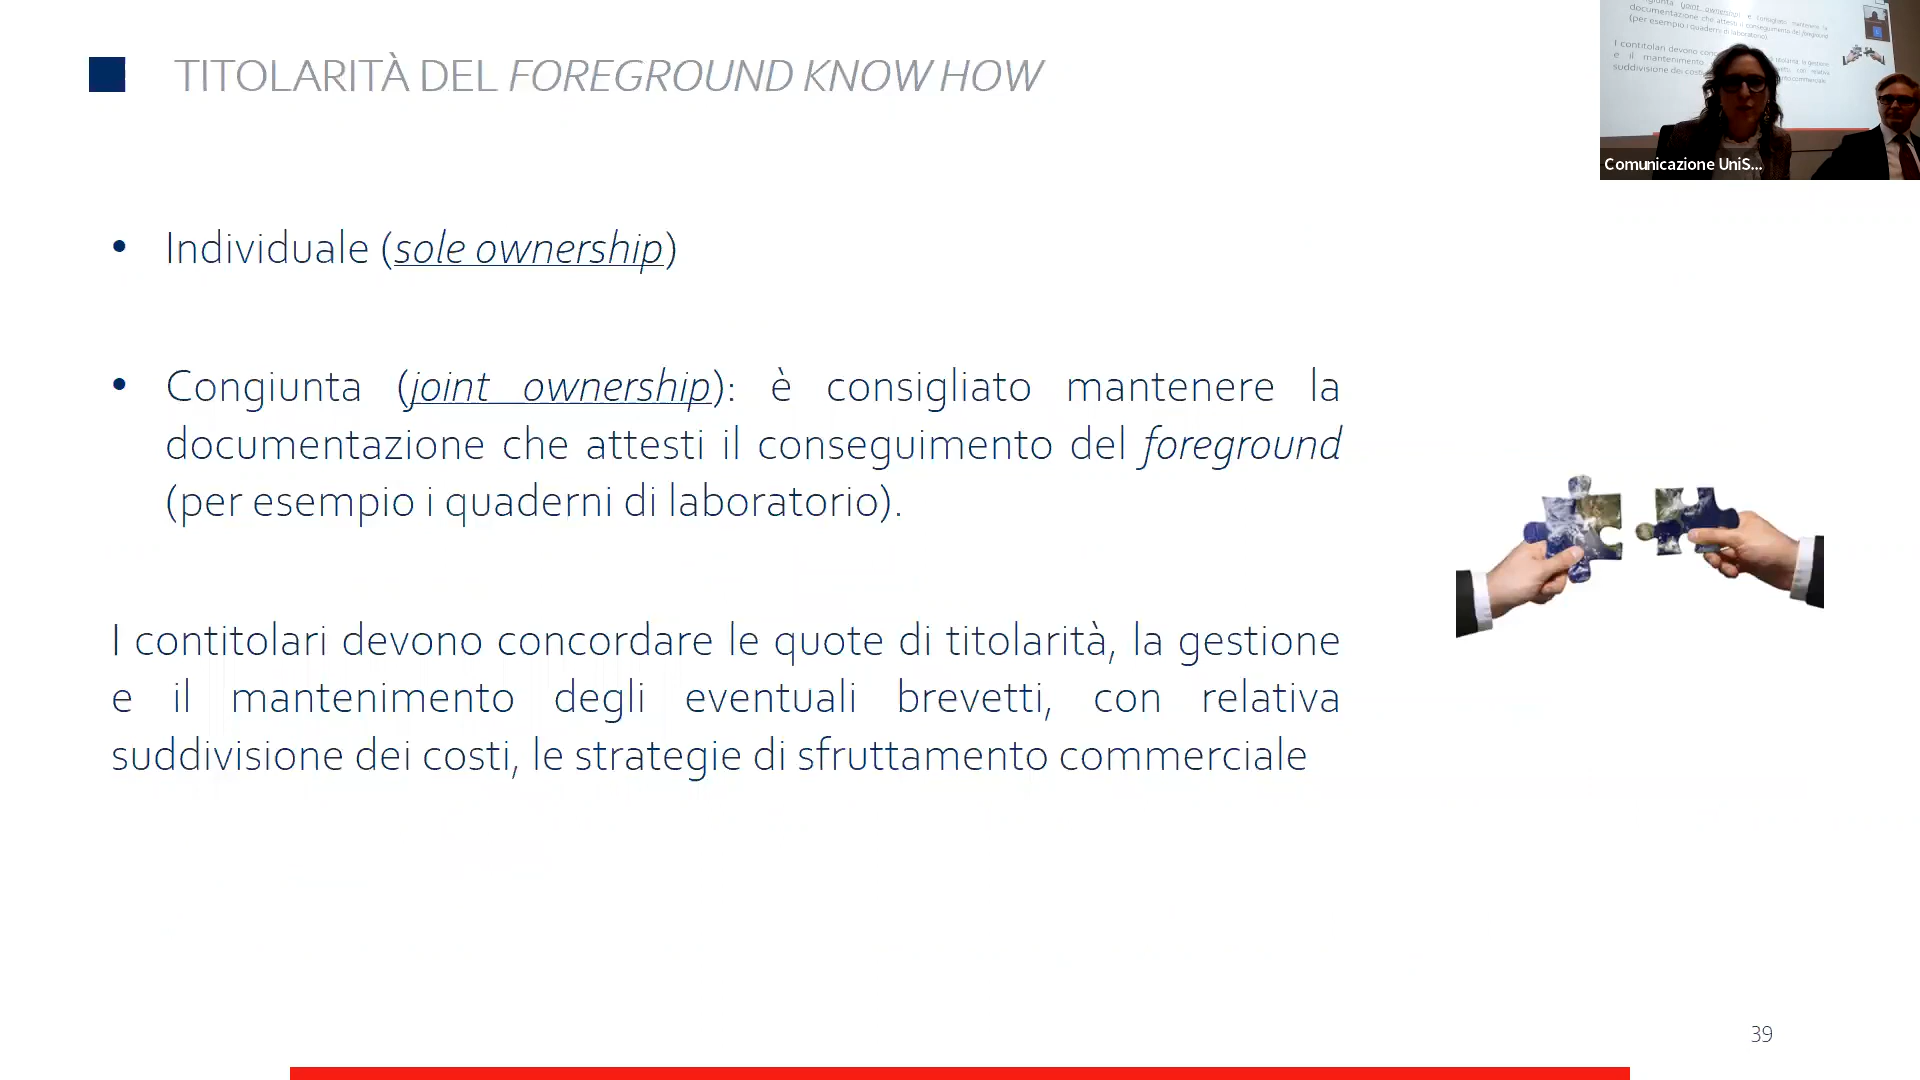 TITOLARITÀ DEL FOREGROUND KNOW HOW
• Individuale (sole ownership)
• Congiunta (joint ownership): è consigliato mantenere la
documentazione che attesti il conseguimento del foreground
(per esempio i quaderni di laboratorio).
I contitolari devono concordare le quote di titolarità, la gestione
e il mantenimento degli eventuali brevetti, con relativa
suddivisione dei costi, le strategie di sfruttamento commerciale
Comunicazione UniS...
39